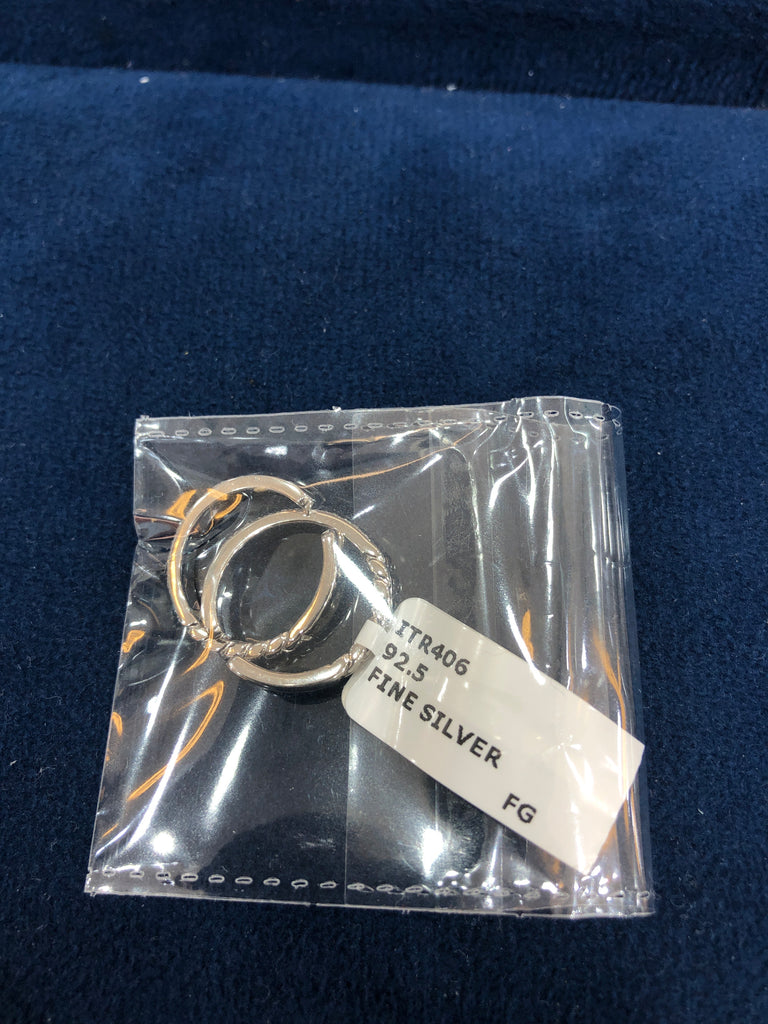 ITR406
92.5
FINE SILVER
FG